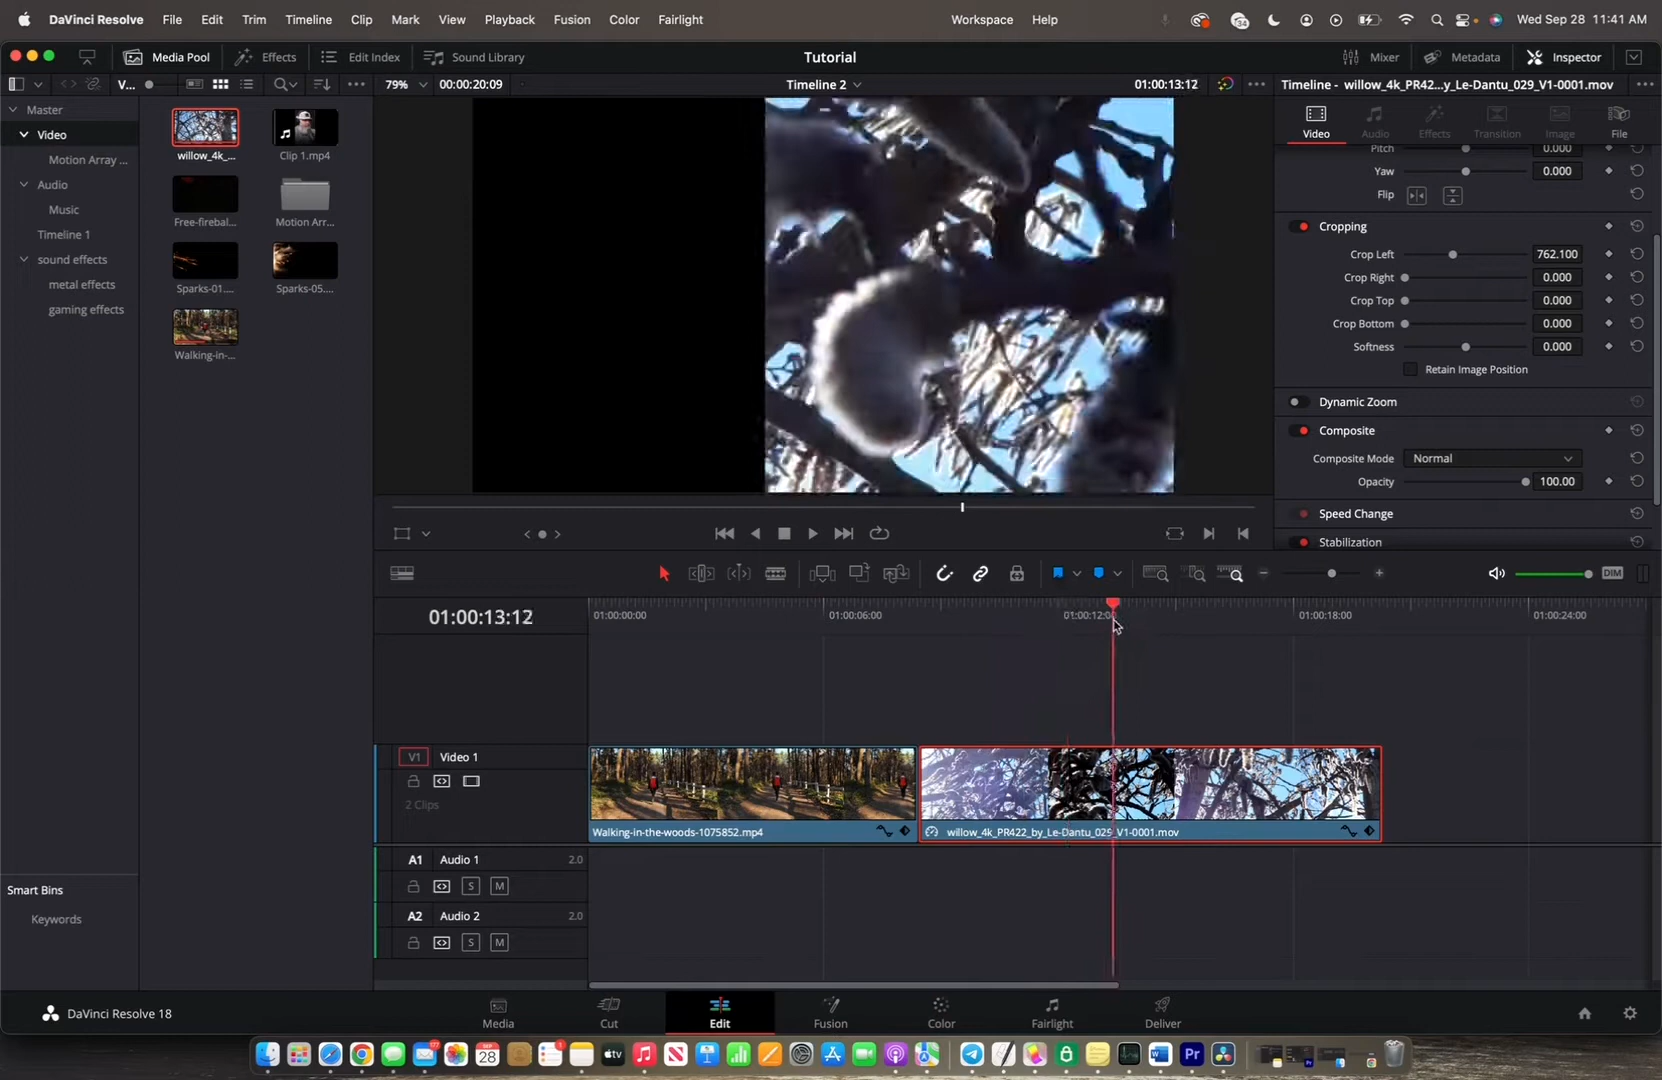 DaVinci Resolve File Edit Trim Timeline Clip Mark View Playback Fusion Color Fairlight Workspace Help Wed Sep 28 11:41 AM
Media Pool Effects Edit Index Sound Library Tutorial Mixer Metadata Inspector
V... 79% 00:00:20:09 Timeline 2 01:00:13:12 Timeline - willow_4k_PR42...y_Le-Dantu_029_V1-0001.mov
Master
Video
Motion Array ...
Audio
Music
Timeline 1
sound effects
metal effects
gaming effects
willow_4k_...
Clip 1.mp4
Free-firebal...
Motion Arr...
Sparks-01....
Sparks-05....
Walking-in-...
Video Audio Effects Transition Image File
Pitch 0.000
Yaw 0.000
Flip
Cropping
Crop Left 762.100
Crop Right 0.000
Crop Top 0.000
Crop Bottom 0.000
Softness 0.000
Retain Image Position
Dynamic Zoom
Composite
Composite Mode Normal
Opacity 100.00
Speed Change
Stabilization
DIM
01:00:13:12
01:00:00:00 01:00:06:00 01:00:12:00 01:00:18:00 01:00:24:00
V1 Video 1
2 Clips
Walking-in-the-woods-1075852.mp4
willow_4k_PR422_by_Le-Dantu_029_V1-0001.mov
A1 Audio 1 2.0
S M
A2 Audio 2 2.0
S M
Smart Bins
Keywords
DaVinci Resolve 18
Media Cut Edit Fusion Color Fairlight Deliver